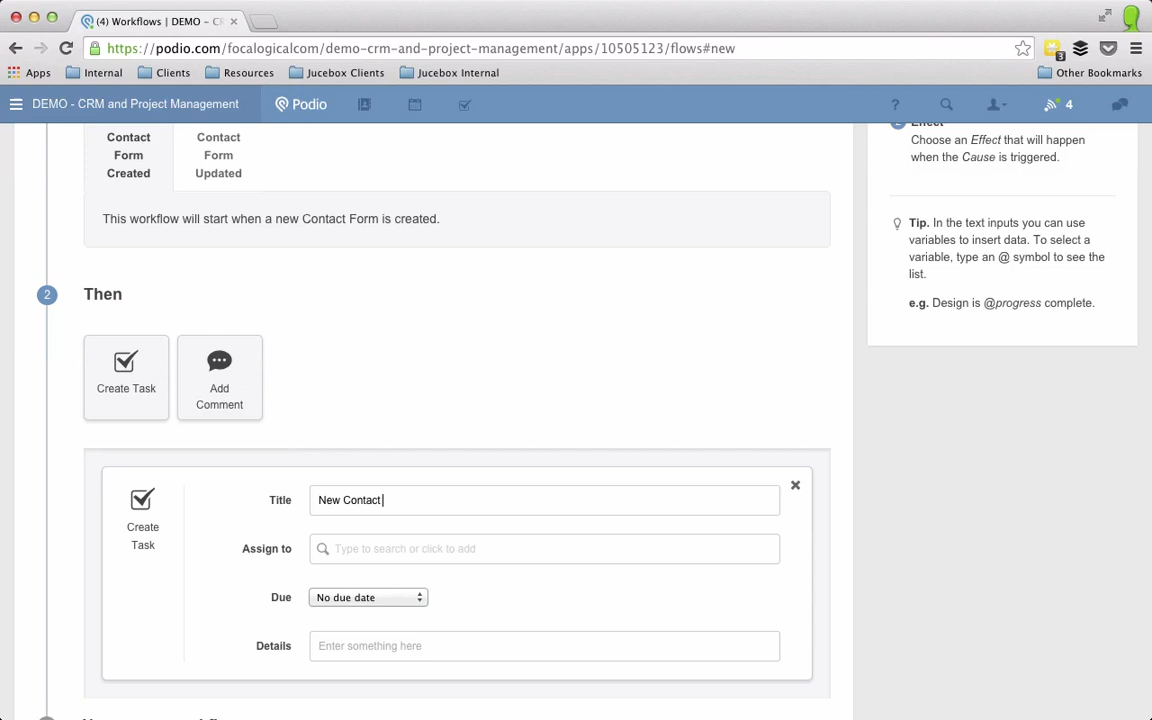 (4) Workflows | DEMO – CR
https://podio.com/focalogicalcom/demo-crm-and-project-management/apps/10505123/flows#new
3
Apps Internal Clients Resources Jucebox Clients Jucebox Internal Other Bookmarks
DEMO - CRM and Project Management Podio ? 4
Contact Form Created
Contact Form Updated
This workflow will start when a new Contact Form is created.
2 Then
Create Task
Add Comment
Create Task
Title New Contact
Assign to Type to search or click to add
Due No due date
Details Enter something here
Effect
Choose an Effect that will happen
when the Cause is triggered.
Tip. In the text inputs you can use
variables to insert data. To select a
variable, type an @ symbol to see the
list.
e.g. Design is @progress complete.